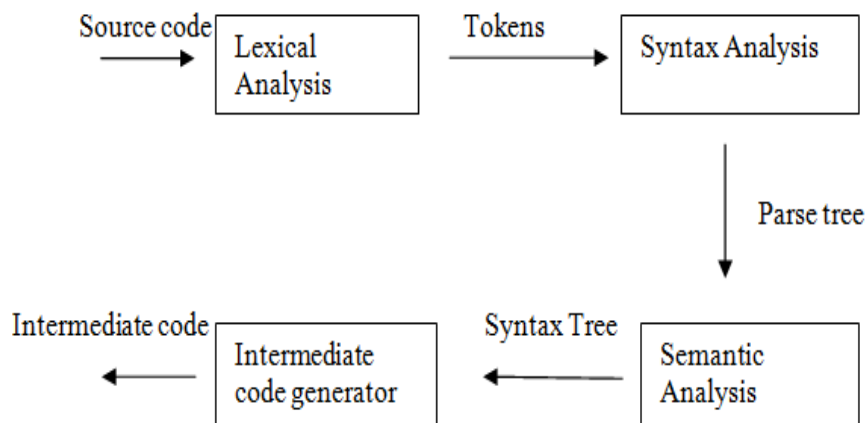 Source code
Lexical
Analysis
Tokens
Syntax Analysis
Parse tree
Semantic
Analysis
Syntax Tree
Intermediate
code generator
Intermediate code